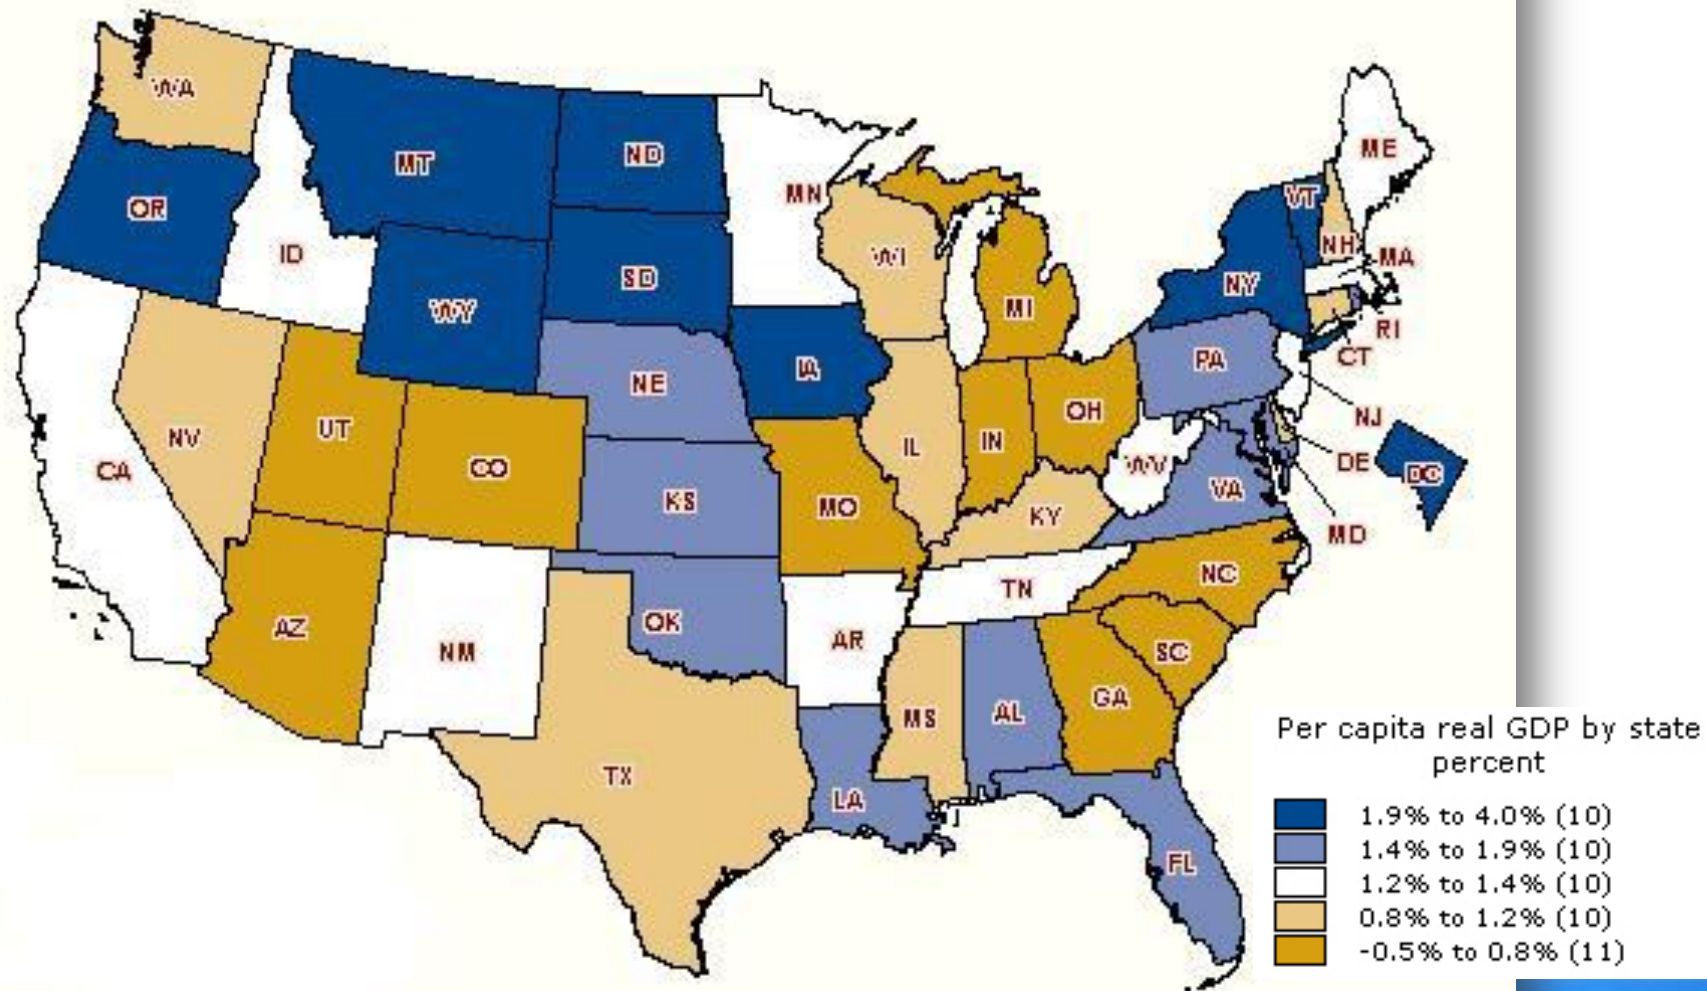 WA
MT
ND
MN
ME
OR
VT
ID
SD
WI
NH
MA
WY
NY
MI
RI
NE
IA
PA
CT
UT
OH
NJ
NV
CO
IN
IL
DE
DC
CA
WV
KS
MO
VA
KY
MD
NC
TN
AZ
OK
AR
NM
SC
GA
MS
AL
TX
LA
FL
Per capita real GDP by state
percent
1.9% to 4.0% (10)
1.4% to 1.9% (10)
1.2% to 1.4% (10)
0.8% to 1.2% (10)
-0.5% to 0.8% (11)